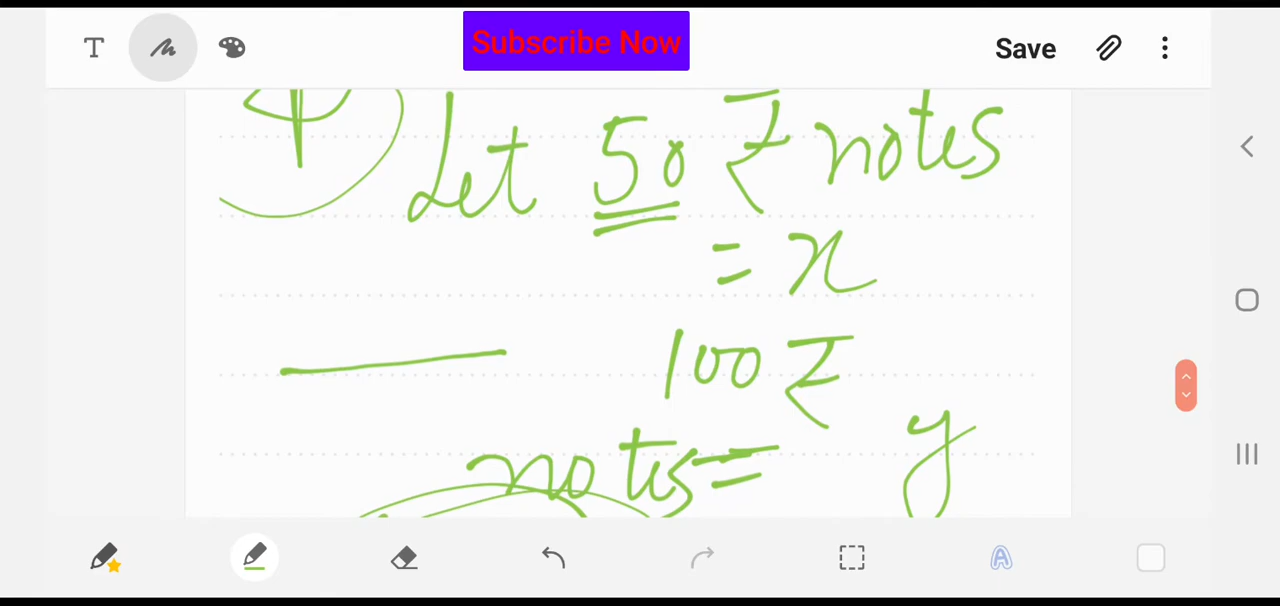 T Subscribe Now Save
Let 50 ₹ notes
= x
100 ₹
notes = y
A